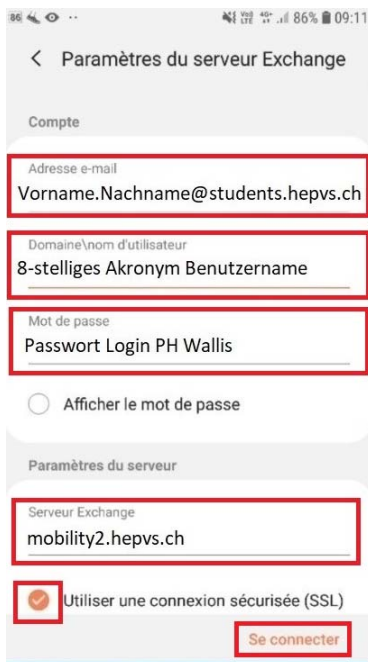 86% 09:11
Paramètres du serveur Exchange
Compte
Adresse e-mail
Vorname.Nachname@students.hepvs.ch
Domaine\nom d'utilisateur
8-stelliges Akronym Benutzername
Mot de passe
Passwort Login PH Wallis
Afficher le mot de passe
Paramètres du serveur
Serveur Exchange
mobility2.hepvs.ch
Utiliser une connexion sécurisée (SSL)
Se connecter